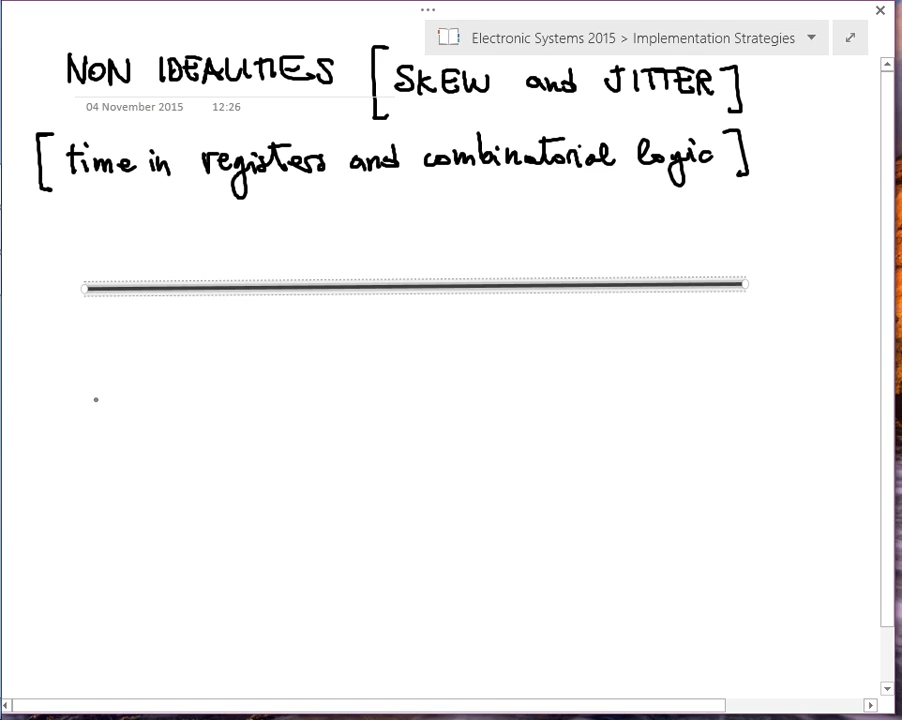 Electronic Systems 2015 > Implementation Strategies
NON IDEALITIES [SKEW and JITTER]
04 November 2015 12:26
[time in registers and combinatorial logic]